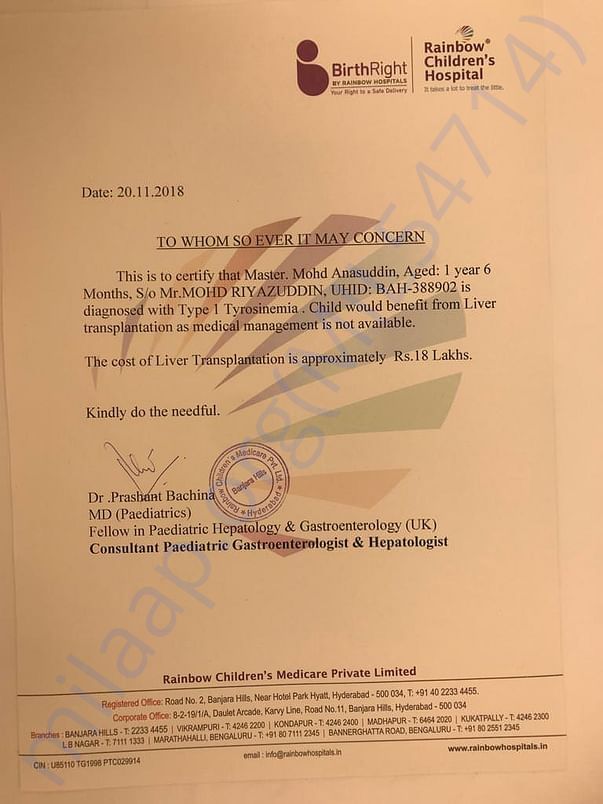 BirthRight
BY RAINBOW HOSPITALS
Your Right to a Safe Delivery
Rainbow®
Children's
Hospital
It takes a lot to treat the little.
Date: 20.11.2018
TO WHOM SO EVER IT MAY CONCERN
This is to certify that Master. Mohd Anasuddin, Aged: 1 year 6
Months, S/o Mr.MOHD RIYAZUDDIN, UHID: BAH-388902 is
diagnosed with Type 1 Tyrosinemia . Child would benefit from Liver
transplantation as medical management is not available.
The cost of Liver Transplantation is approximately Rs.18 Lakhs.
Kindly do the needful.
Rainbow Children's Medicare Pvt. Ltd.
Banjara Hills
★ Hyderabad ★
Dr .Prashant Bachina
MD (Paediatrics)
Fellow in Paediatric Hepatology & Gastroenterology (UK)
Consultant Paediatric Gastroenterologist & Hepatologist
Rainbow Children's Medicare Private Limited
Registered Office: Road No. 2, Banjara Hills, Near Hotel Park Hyatt, Hyderabad - 500 034, T: +91 40 2233 4455.
Corporate Office: 8-2-19/1/A, Daulet Arcade, Karvy Line, Road No.11, Banjara Hills, Hyderabad - 500 034
Branches : BANJARA HILLS - T: 2233 4455 | VIKRAMPURI - T: 4246 2200 | KONDAPUR - T: 4246 2400 | MADHAPUR - T: 6464 2020 | KUKATPALLY - T: 4246 2300
L B NAGAR - T: 7111 1333 | MARATHAHALLI, BENGALURU - T: +91 80 7111 2345 | BANNERGHATTA ROAD, BENGALURU - T: +91 80 2551 2345
CIN : U85110 TG1998 PTC029914
email : info@rainbowhospitals.in
www.rainbowhospitals.in